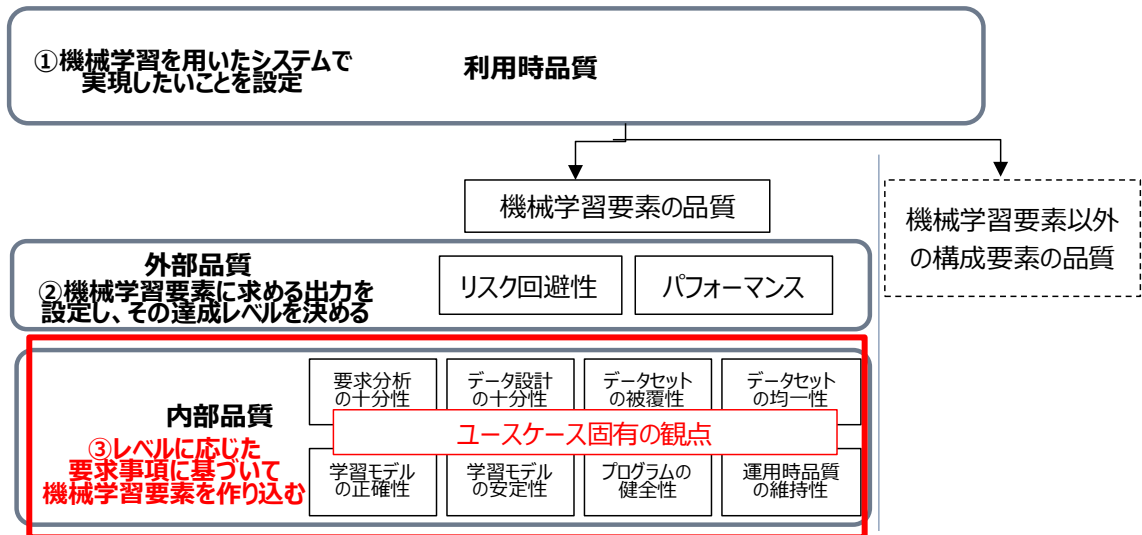 ①機械学習を用いたシステムで
実現したいことを設定
利用時品質
機械学習要素の品質
機械学習要素以外
の構成要素の品質
外部品質
②機械学習要素に求める出力を
設定し、その達成レベルを決める
リスク回避性
パフォーマンス
内部品質
③レベルに応じた
要求事項に基づいて
機械学習要素を作り込む
要求分析
の十分性
データ設計
の十分性
データセット
の被覆性
データセット
の均一性
ユースケース固有の観点
学習モデル
の正確性
学習モデル
の安定性
プログラムの
健全性
運用時品質
の維持性